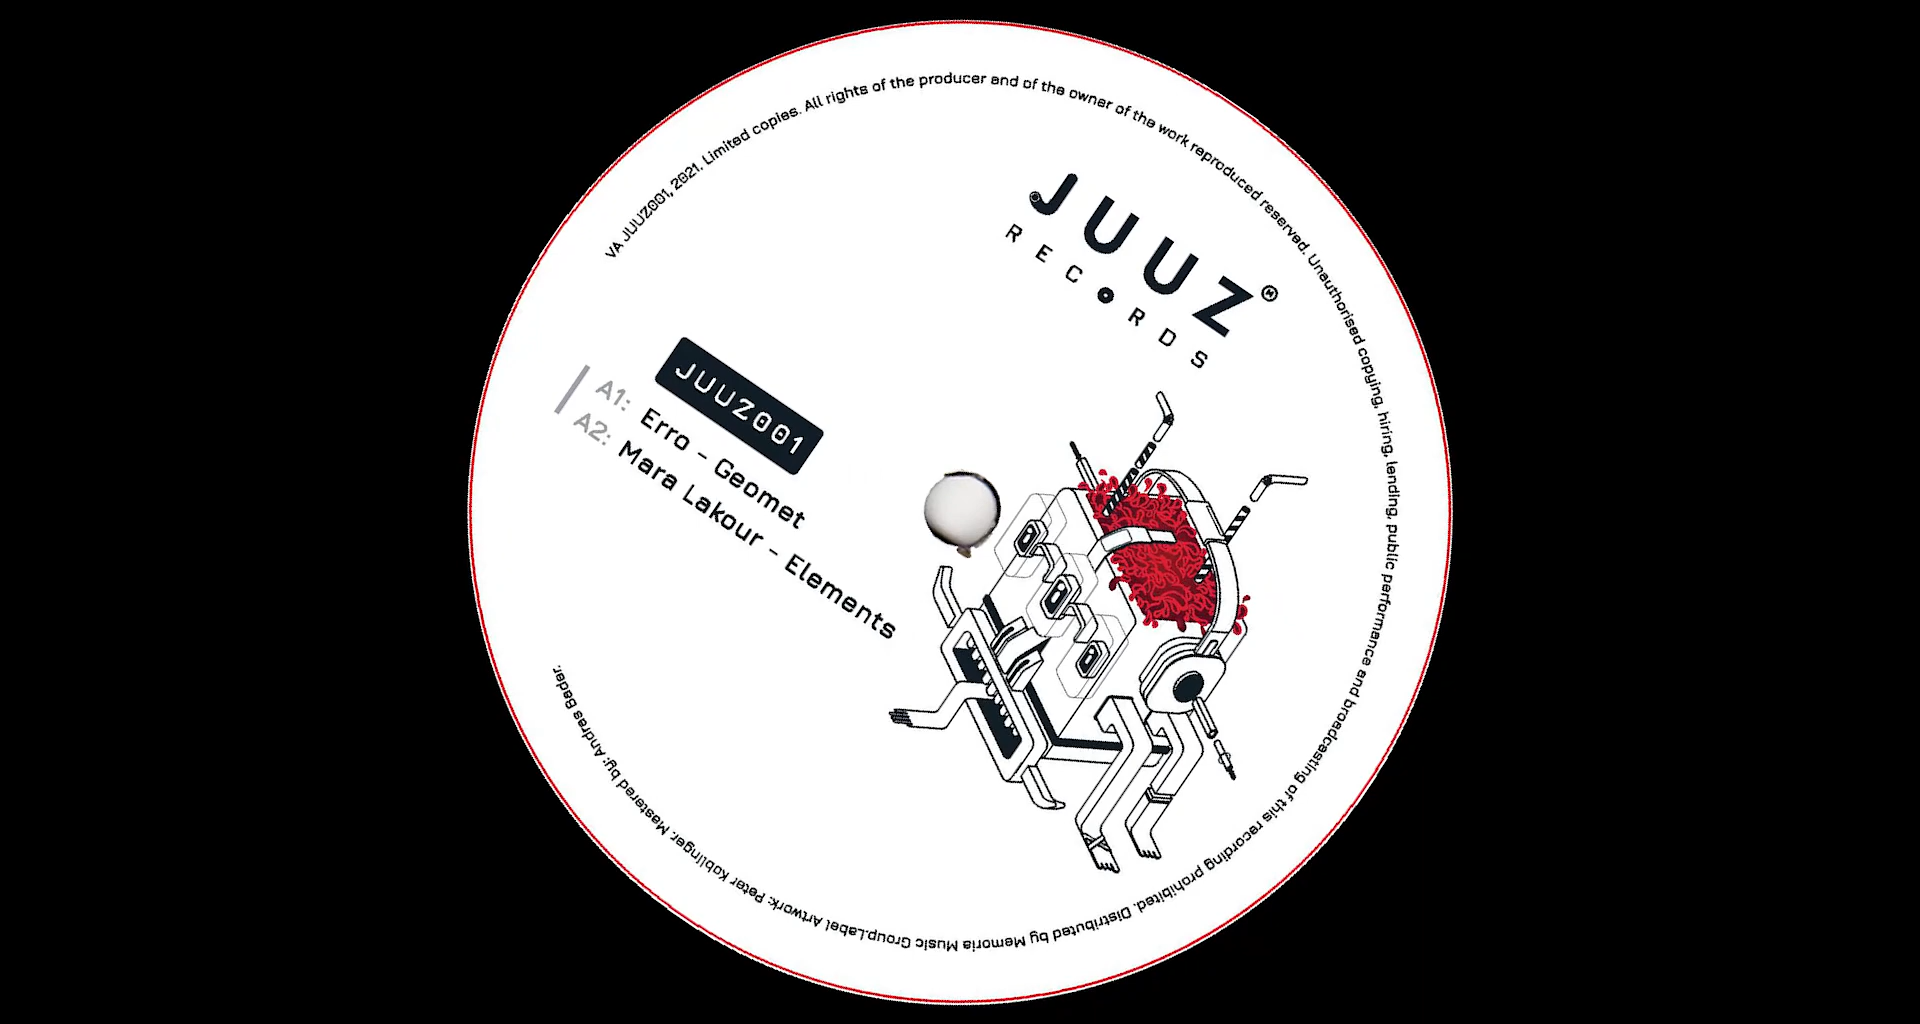 VA JUUZ001, 2021. Limited copies. All rights of the producer and of the owner of the work reproduced reserved. Unauthorised copying, hiring, lending, public performance and broadcasting of this recording prohibited. Distributed by Memoria Music Group.Label Artwork: Peter Koblinger. Mastered by: Andras Bader.
JUUZ®
RECORDS
JUUZ001
A1: Erro - Geomet
A2: Mara Lakour - Elements